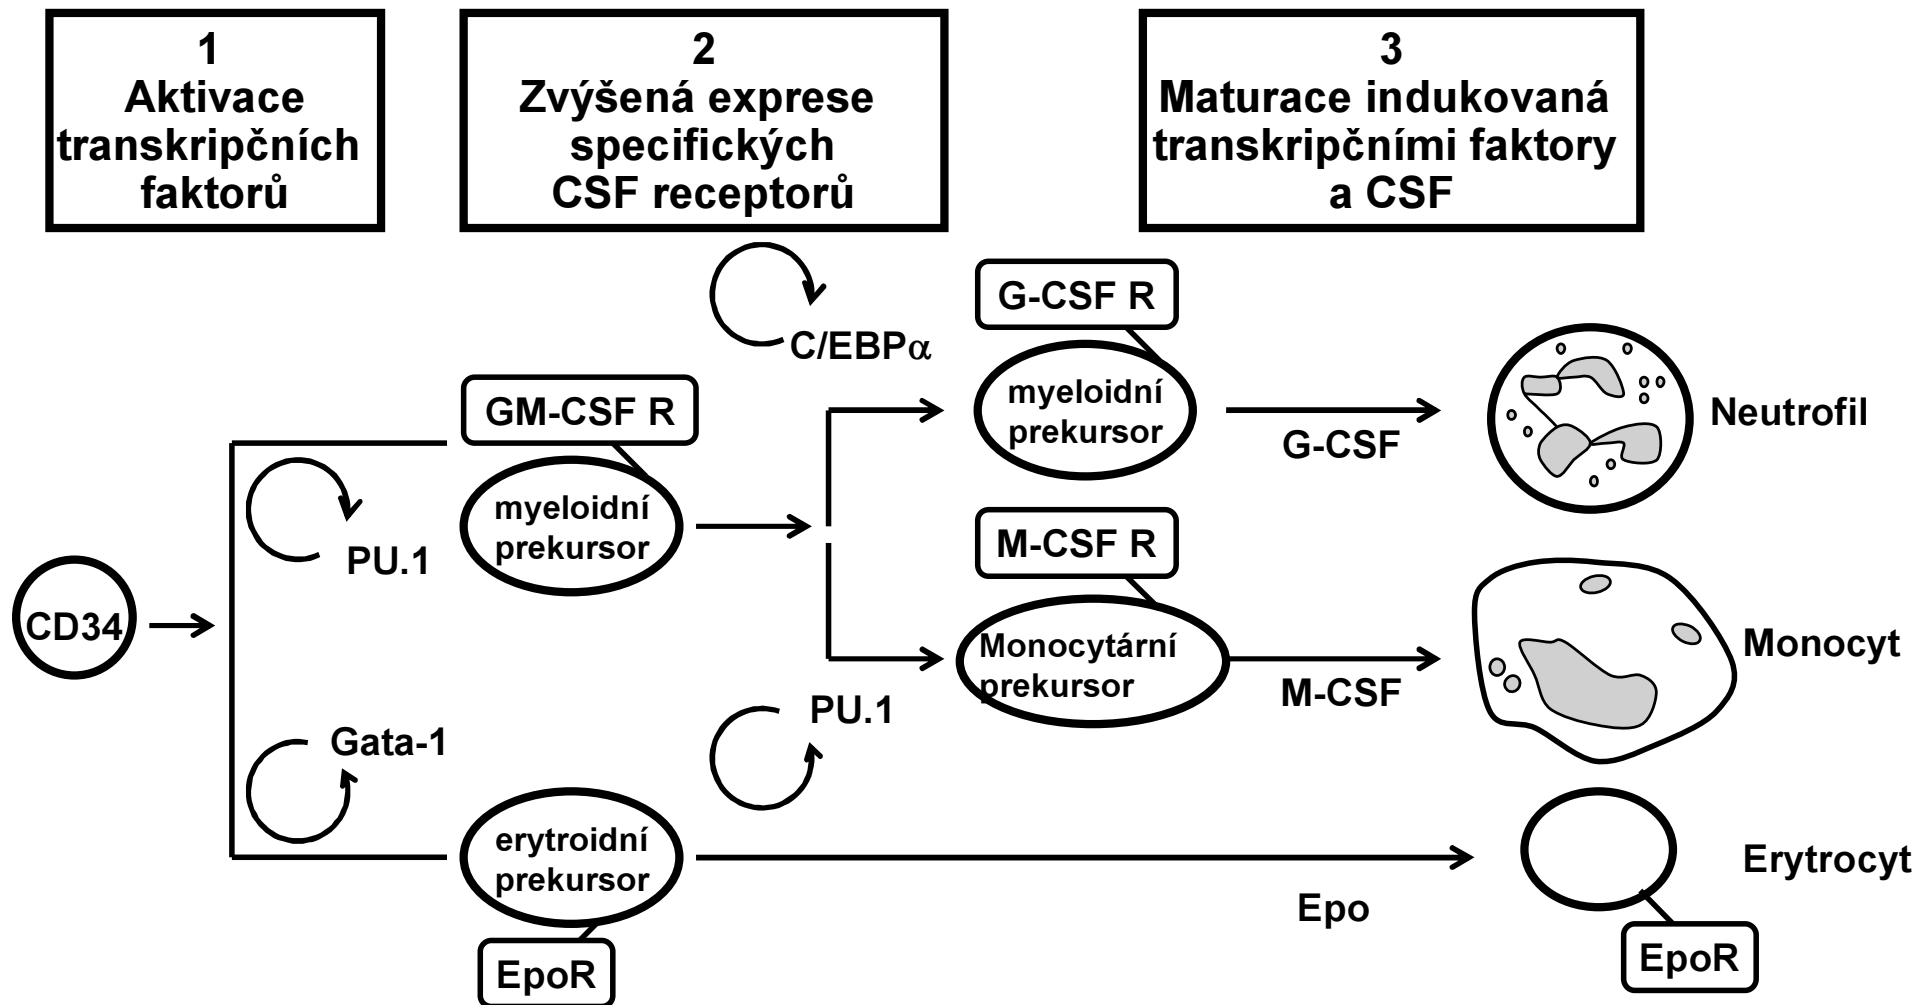 1
Aktivace
transkripčních
faktorů
2
Zvýšená exprese
specifických
CSF receptorů
3
Maturace indukovaná
transkripčními faktory
a CSF
C/EBPα
G-CSF R
myeloidní
prekursor
G-CSF
Neutrofil
GM-CSF R
myeloidní
prekursor
PU.1
CD34
M-CSF R
Monocytární
prekursor
M-CSF
Monocyt
PU.1
Gata-1
erytroidní
prekursor
EpoR
Epo
Erytrocyt
EpoR